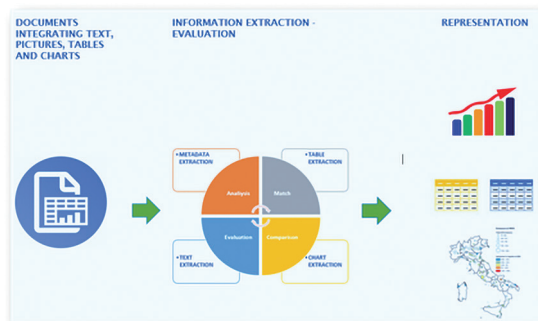 DOCUMENTS
INTEGRATING TEXT,
PICTURES, TABLES
AND CHARTS
INFORMATION EXTRACTION -
EVALUATION
REPRESENTATION
• METADATA
EXTRACTION
• TABLE
EXTRACTION
Analysis
Match
Evaluation
Comparison
• TEXT
EXTRACTION
• CHART
EXTRACTION